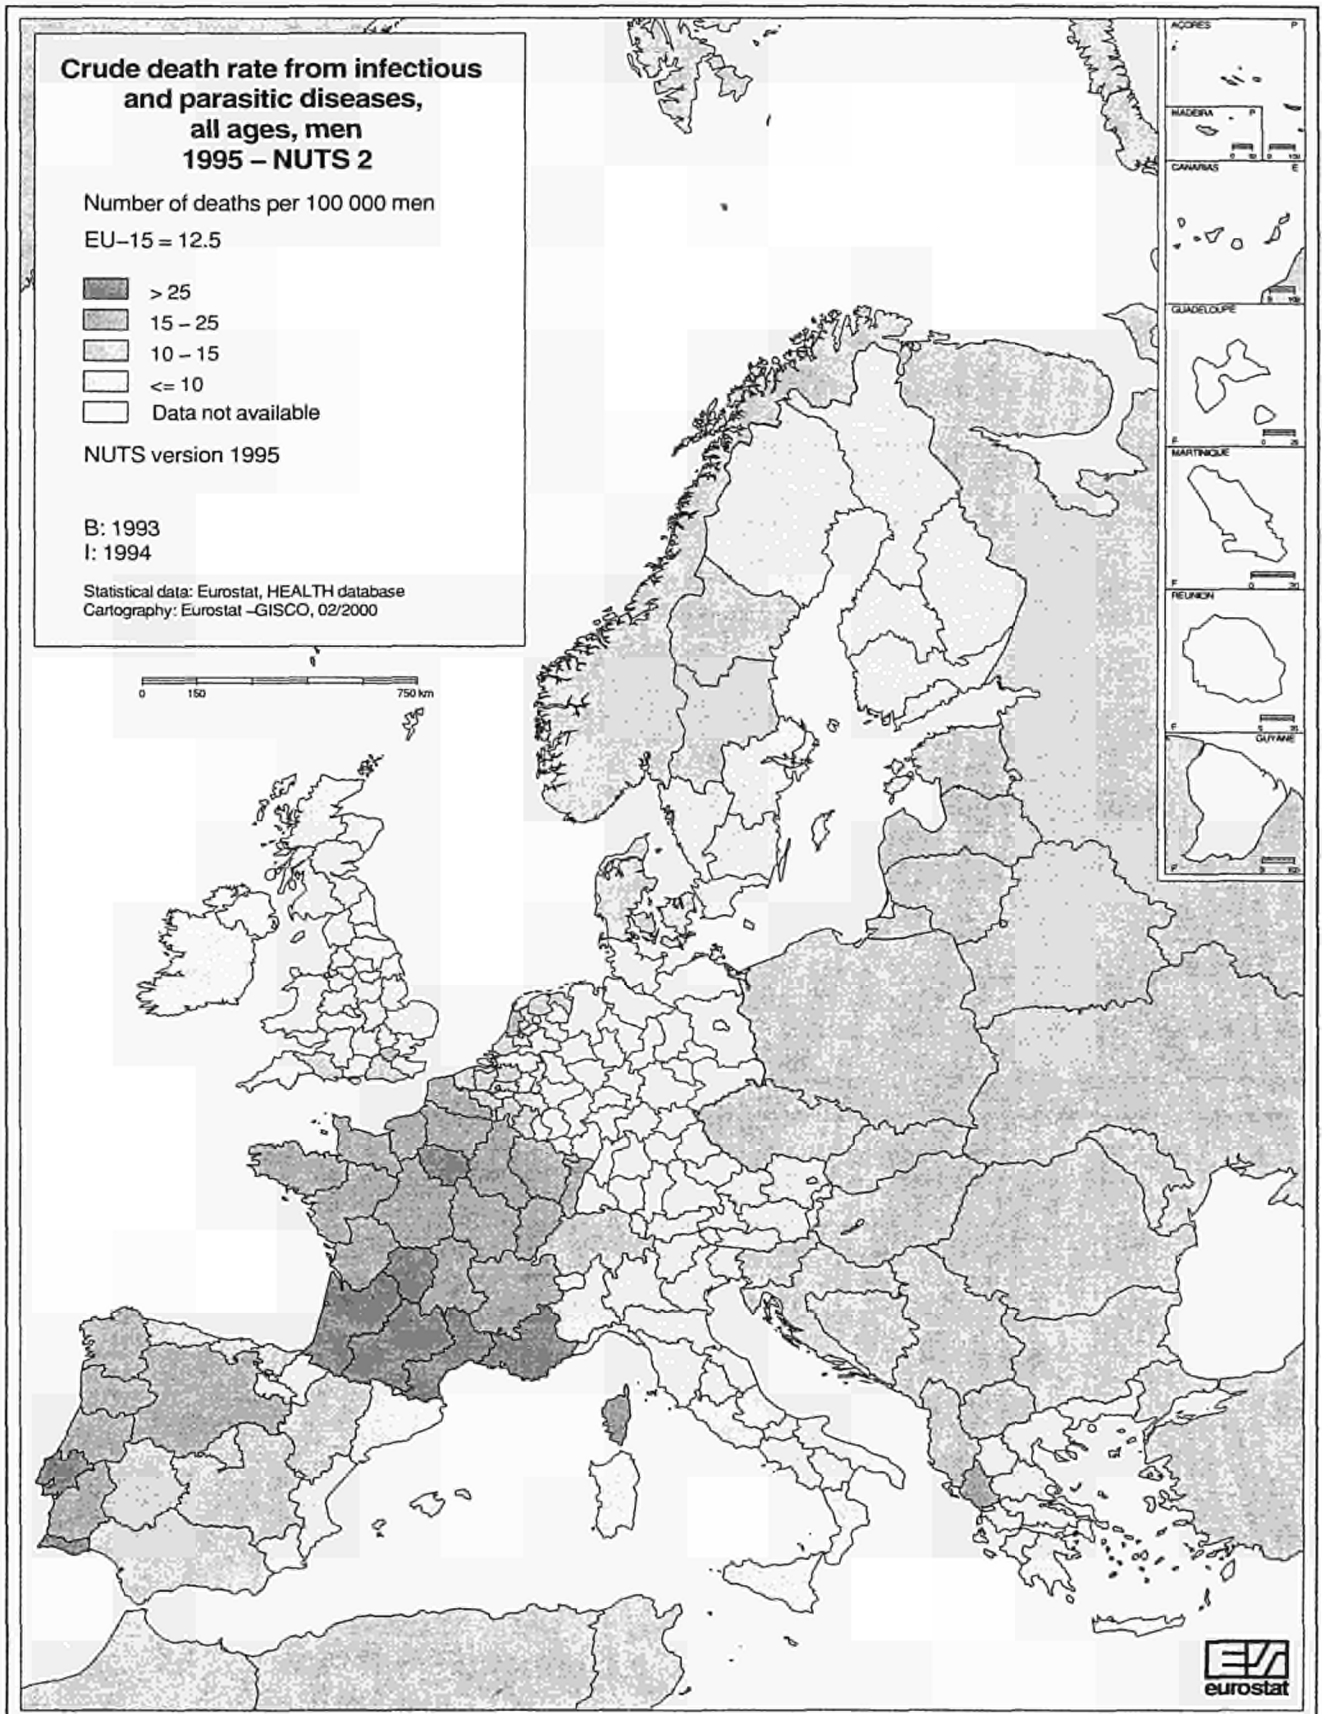 Crude death rate from infectious
and parasitic diseases,
all ages, men
1995 – NUTS 2
Number of deaths per 100 000 men
EU–15 = 12.5
> 25
15 – 25
10 – 15
<= 10
Data not available
NUTS version 1995
B: 1993
I: 1994
Statistical data: Eurostat, HEALTH database
Cartography: Eurostat –GISCO, 02/2000
0 150 750 km
AÇORES P
MADEIRA P
CANARIAS E
GUADELOUPE
F
MARTINIQUE
F
REUNION
F
GUYANE
F
eurostat